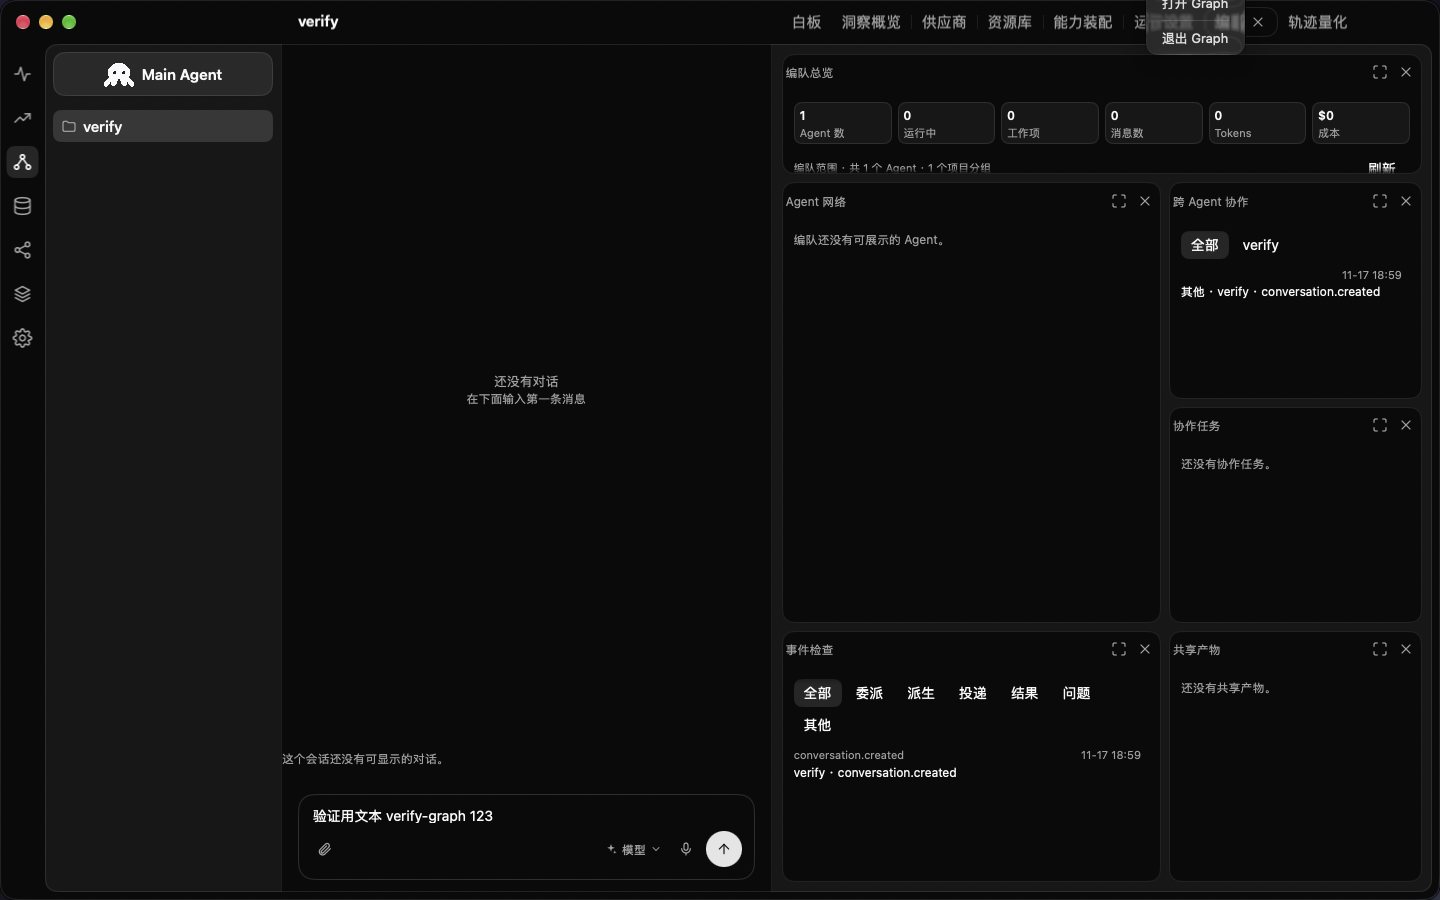 verify
白板 洞察概览 供应商 资源库 能力装配 轨迹量化
打开 Graph
退出 Graph
Main Agent
verify
还没有对话
在下面输入第一条消息
这个会话还没有可显示的对话。
验证用文本 verify-graph 123
模型
编队总览
1 0 0 0 0 $0
Agent 数 运行中 工作项 消息数 Tokens 成本
编队范围 · 共 1 个 Agent · 1 个项目分组 刷新
Agent 网络
编队还没有可展示的 Agent。
跨 Agent 协作
全部 verify
11-17 18:59
其他 · verify · conversation.created
协作任务
还没有协作任务。
事件检查
全部 委派 派生 投递 结果 问题
其他
conversation.created 11-17 18:59
verify · conversation.created
共享产物
还没有共享产物。